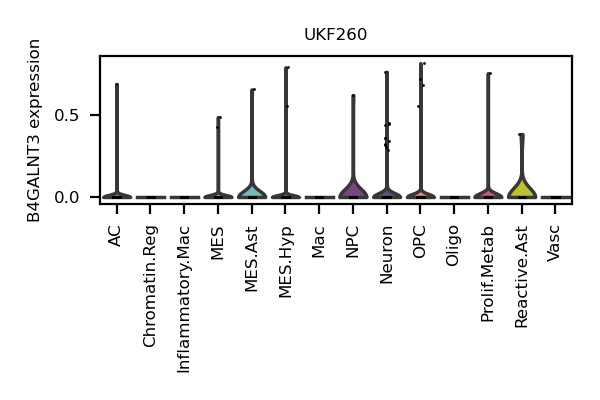 UKF260
B4GALNT3 expression
0.5
0.0
AC
Chromatin.Reg
Inflammatory.Mac
MES
MES.Ast
MES.Hyp
Mac
NPC
Neuron
OPC
Oligo
Prolif.Metab
Reactive.Ast
Vasc